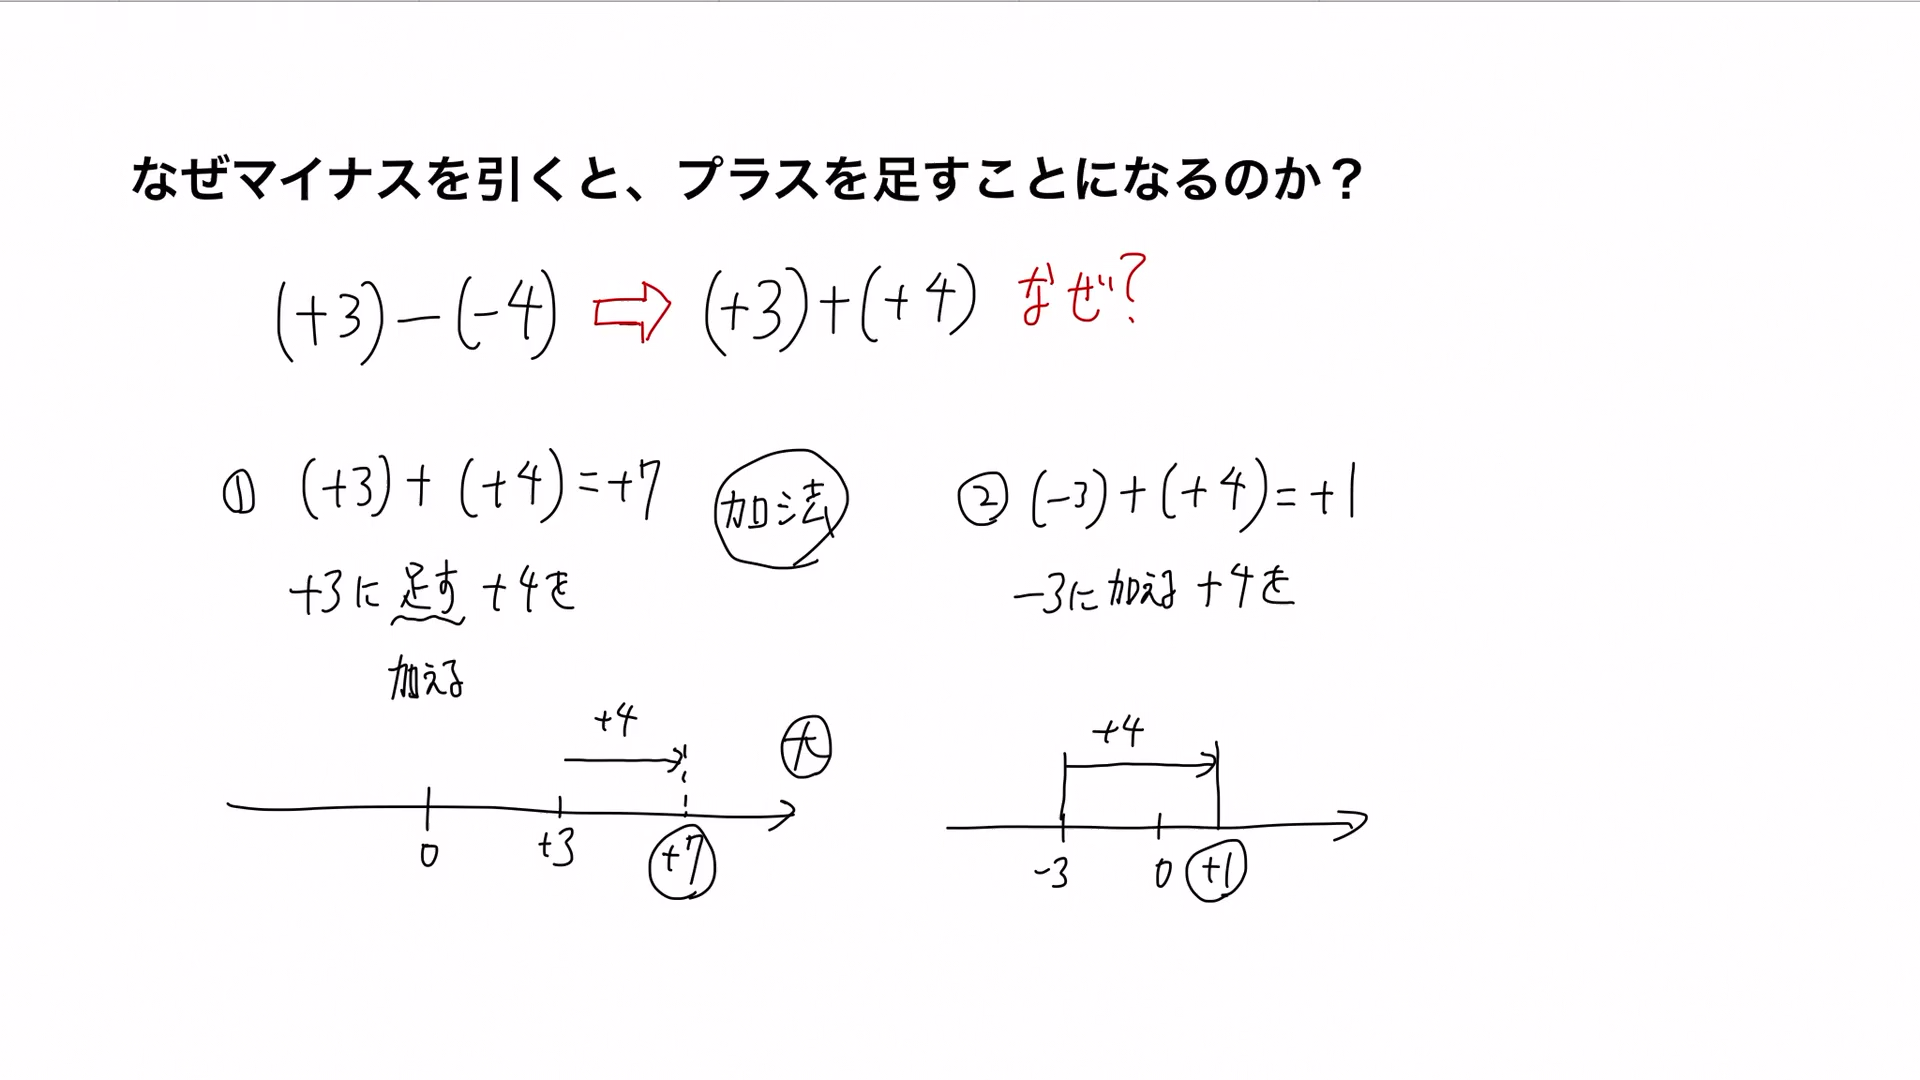 なぜマイナスを引くと、プラスを足すことになるのか？
(+3)-(-4) ⇨ (+3)+(+4) なぜ?
① (+3)+(+4)=+7
加法
+3に足す+4を
加える
+4
大
0 +3 +7
② (-3)+(+4)=+1
-3に加える+4を
+4
-3 0 +1